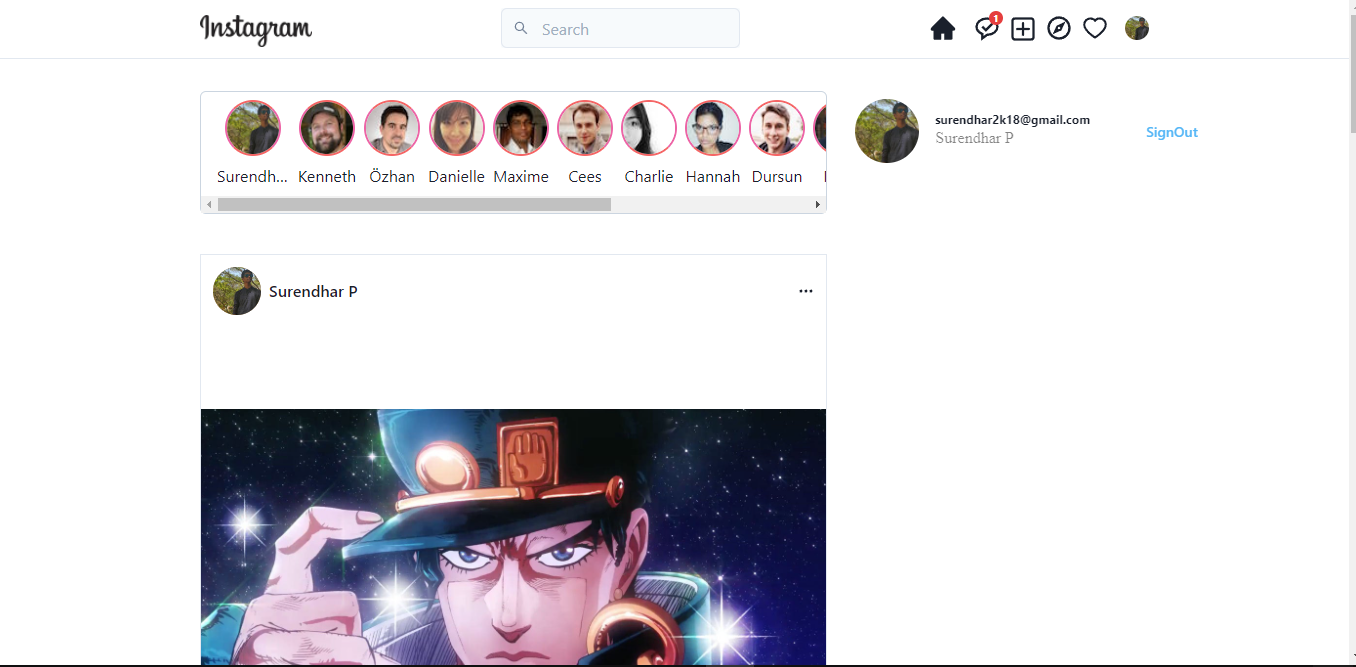 Instagram
Search
1
Surendh... Kenneth Özhan Danielle Maxime Cees Charlie Hannah Dursun
surendhar2k18@gmail.com
Surendhar P
SignOut
Surendhar P